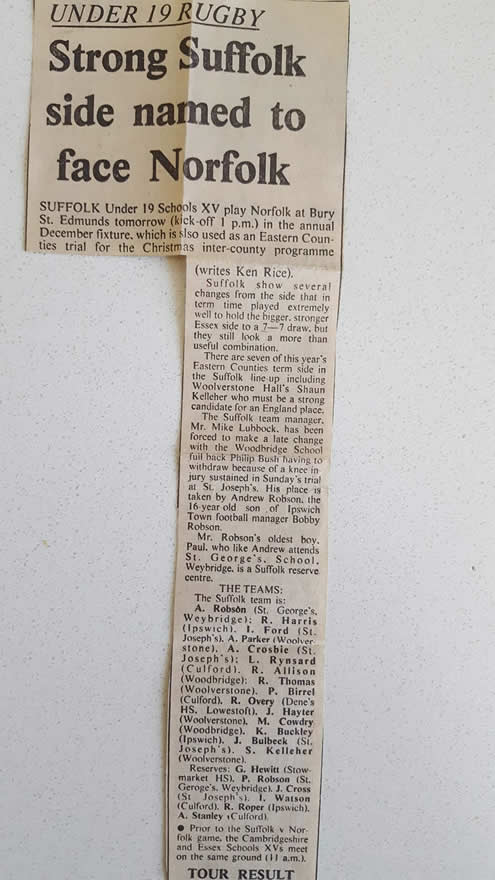 UNDER 19 RUGBY
Strong Suffolk
side named to
face Norfolk
SUFFOLK Under 19 Schools XV play Norfolk at Bury
St. Edmunds tomorrow (kick-off 1 p.m.) in the annual
December fixture, which is also used as an Eastern Coun-
ties trial for the Christmas inter-county programme
(writes Ken Rice).
Suffolk show several
changes from the side that in
term time played extremely
well to hold the bigger, stronger
Essex side to a 7—7 draw, but
they still look a more than
useful combination.
There are seven of this year's
Eastern Counties term side in
the Suffolk line-up including
Woolverstone Hall's Shaun
Kelleher who must be a strong
candidate for an England place.
The Suffolk team manager,
Mr. Mike Lubbock, has been
forced to make a late change
with the Woodbridge School
full back Philip Bush having to
withdraw because of a knee in-
jury sustained in Sunday's trial
at St. Joseph's. His place is
taken by Andrew Robson, the
16-year old son of Ipswich
Town football manager Bobby
Robson.
Mr. Robson's oldest boy,
Paul, who like Andrew attends
St. George's, School,
Weybridge, is a Suffolk reserve
centre.
THE TEAMS:
The Suffolk team is:
A. Robson (St. George's,
Weybridge); R. Harris
(Ipswich), I. Ford (St.
Joseph's), A. Parker (Woolver-
stone), A. Crosbie (St.
Joseph's); L. Rynsard
(Culford), R. Allison
(Woodbridge); R. Thomas
(Woolverstone), P. Birrel
(Culford), R. Overy (Dene's
HS, Lowestoft), J. Hayter
(Woolverstone), M. Cowdry
(Woodbridge), K. Buckley
(Ipswich), J. Bulbeck (St.
Joseph's), S. Kelleher
(Woolverstone).
Reserves: G. Hewitt (Stow-
market HS), P. Robson (St.
Geroge's, Weybridge), J. Cross
(St Joseph's), I. Watson
(Culford), R. Roper (Ipswich),
A. Stanley (Culford).
● Prior to the Suffolk v Nor-
folk game, the Cambridgeshire
and Essex Schools XVs meet
on the same ground (11 a.m.).
TOUR RESULT